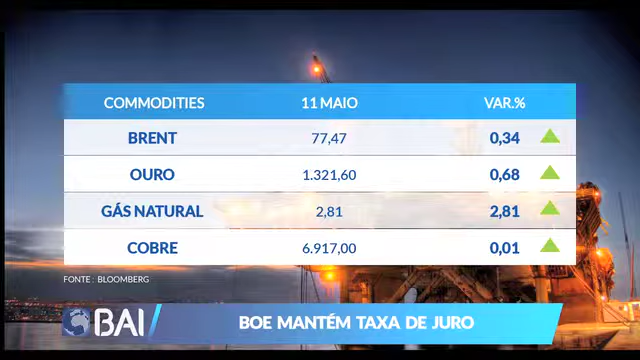 COMMODITIES 11 MAIO VAR.%
BRENT 77,47 0,34
OURO 1.321,60 0,68
GÁS NATURAL 2,81 2,81
COBRE 6.917,00 0,01
FONTE : BLOOMBERG
BAI BOE MANTÉM TAXA DE JURO